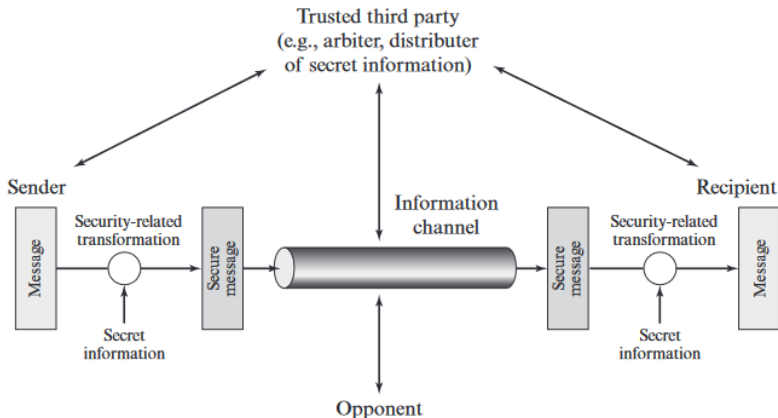 Trusted third party
(e.g., arbiter, distributer
of secret information)
Sender
Recipient
Information
channel
Security-related
transformation
Security-related
transformation
Message
Secure
message
Secure
message
Message
Secret
information
Secret
information
Opponent